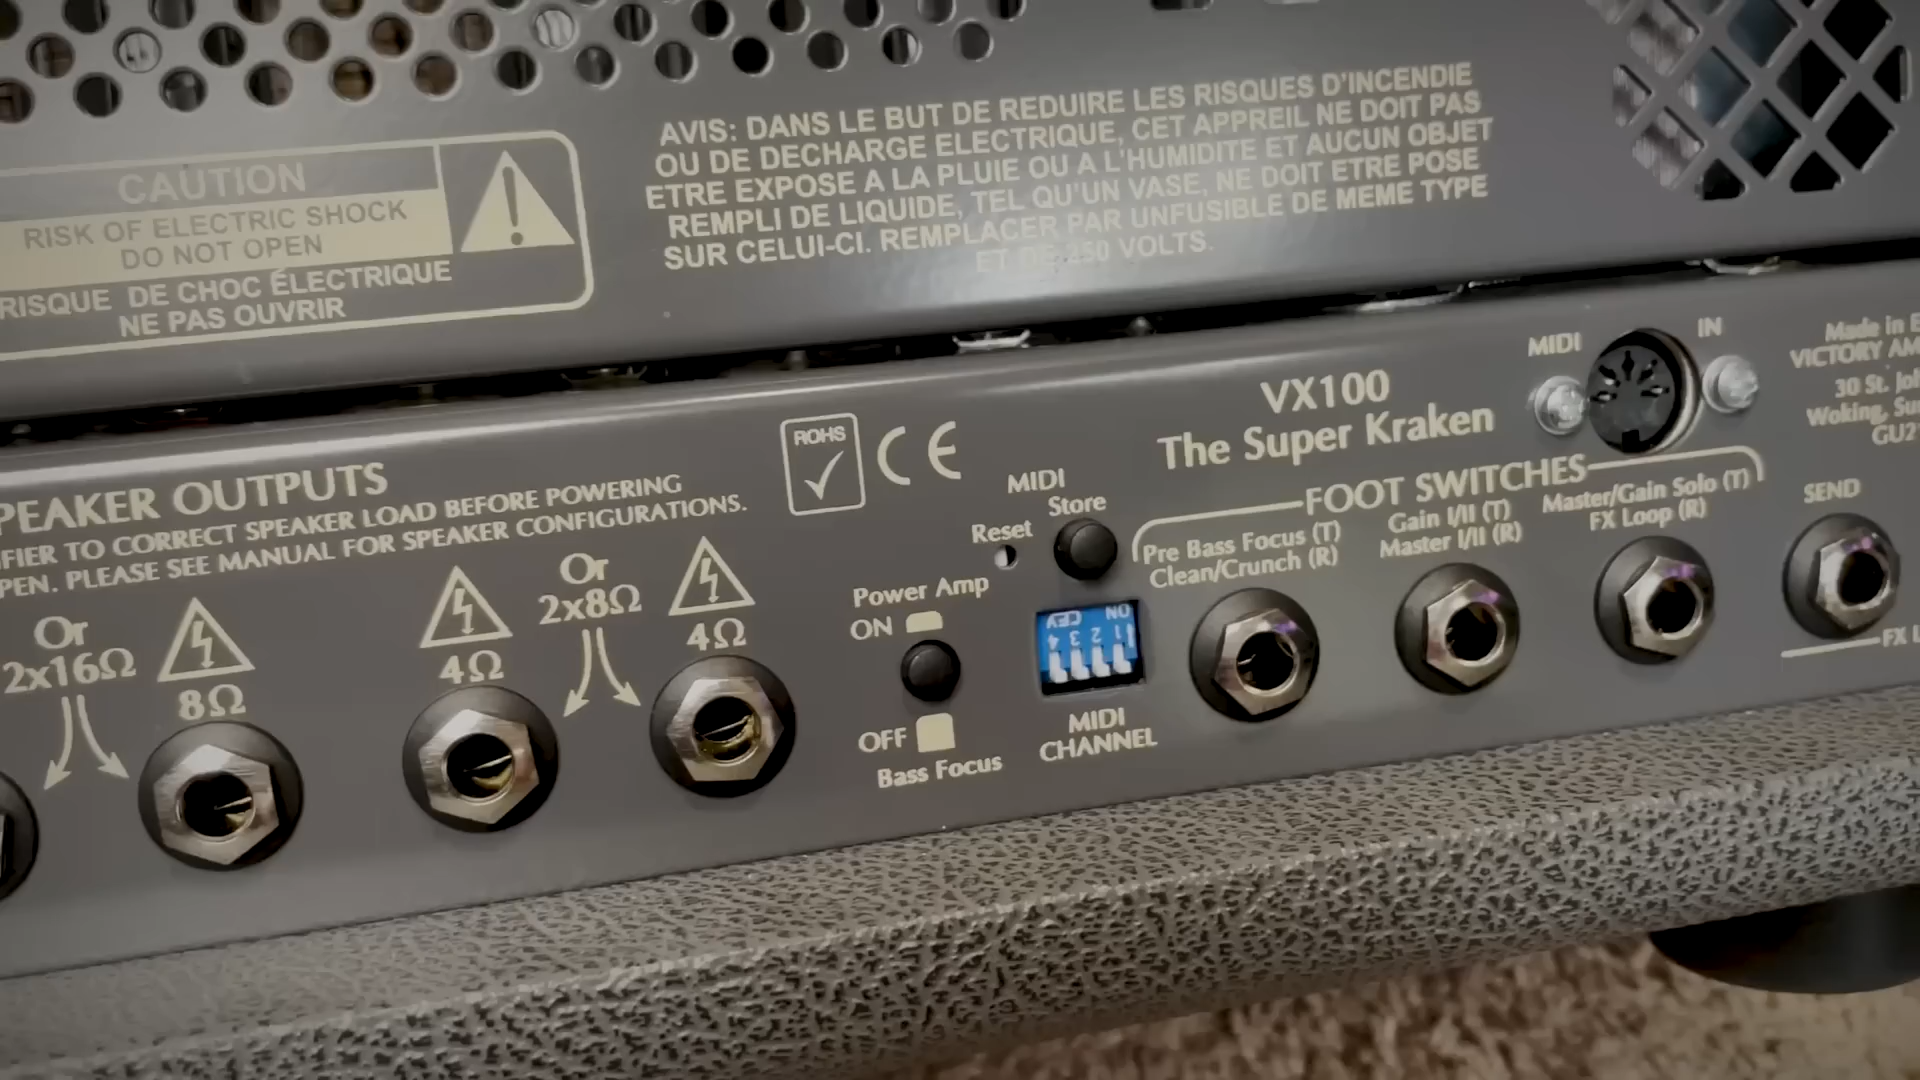 CAUTION
RISK OF ELECTRIC SHOCK
DO NOT OPEN
RISQUE DE CHOC ÉLECTRIQUE
NE PAS OUVRIR
AVIS: DANS LE BUT DE REDUIRE LES RISQUES D'INCENDIE
OU DE DECHARGE ELECTRIQUE, CET APPREIL NE DOIT PAS
ETRE EXPOSE A LA PLUIE OU A L'HUMIDITE ET AUCUN OBJET
REMPLI DE LIQUIDE, TEL QU'UN VASE, NE DOIT ETRE POSE
SUR CELUI-CI. REMPLACER PAR UNFUSIBLE DE MEME TYPE
ET DE 250 VOLTS.
PEAKER OUTPUTS
FIER TO CORRECT SPEAKER LOAD BEFORE POWERING
PEN. PLEASE SEE MANUAL FOR SPEAKER CONFIGURATIONS.
Or
2x16Ω
8Ω
4Ω
Or
2x8Ω
4Ω
ROHS
CE
Power Amp
ON
OFF
Bass Focus
MIDI
Store
Reset
ON
CFY
1 2 3 4
MIDI
CHANNEL
VX100
The Super Kraken
MIDI
IN
FOOT SWITCHES
Pre Bass Focus (T)
Clean/Crunch (R)
Gain I/II (T)
Master I/II (R)
Master/Gain Solo (T)
FX Loop (R)
SEND
FX L
Made in E
VICTORY AM
30 St. Joh
Woking, Sur
GU2